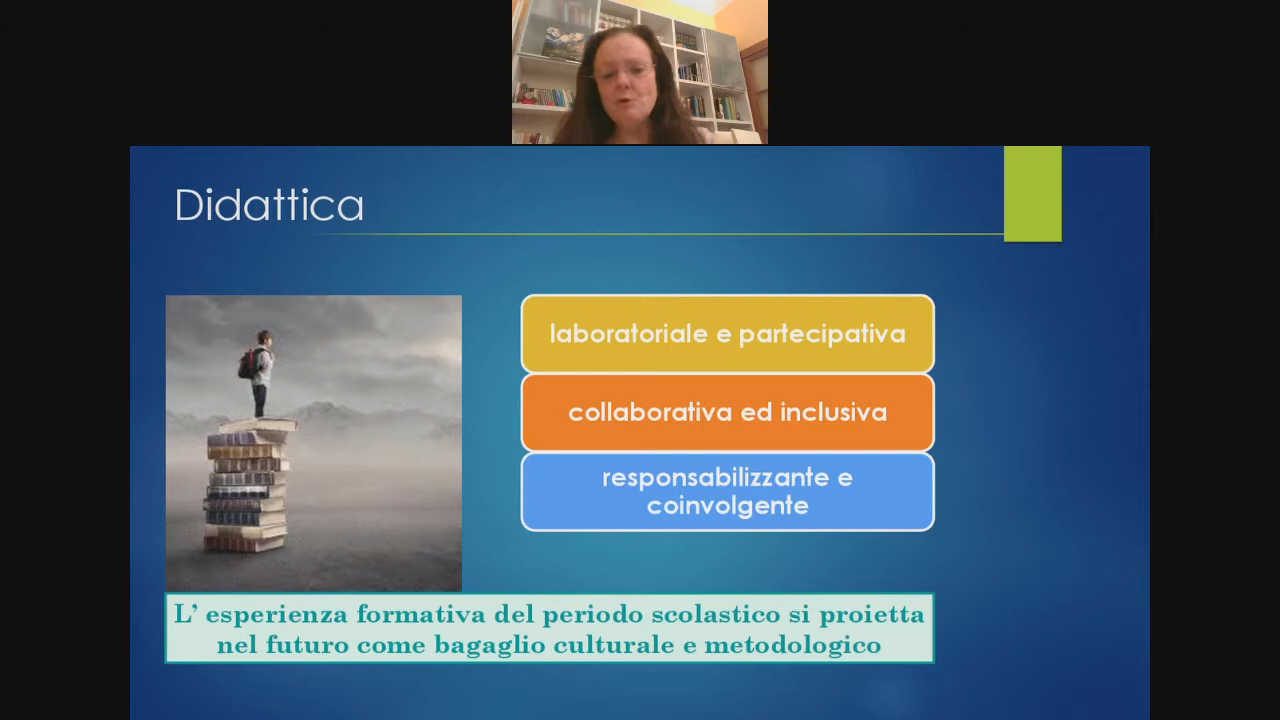 Didattica
laboratoriale e partecipativa
collaborativa ed inclusiva
responsabilizzante e
coinvolgente
L’ esperienza formativa del periodo scolastico si proietta
nel futuro come bagaglio culturale e metodologico